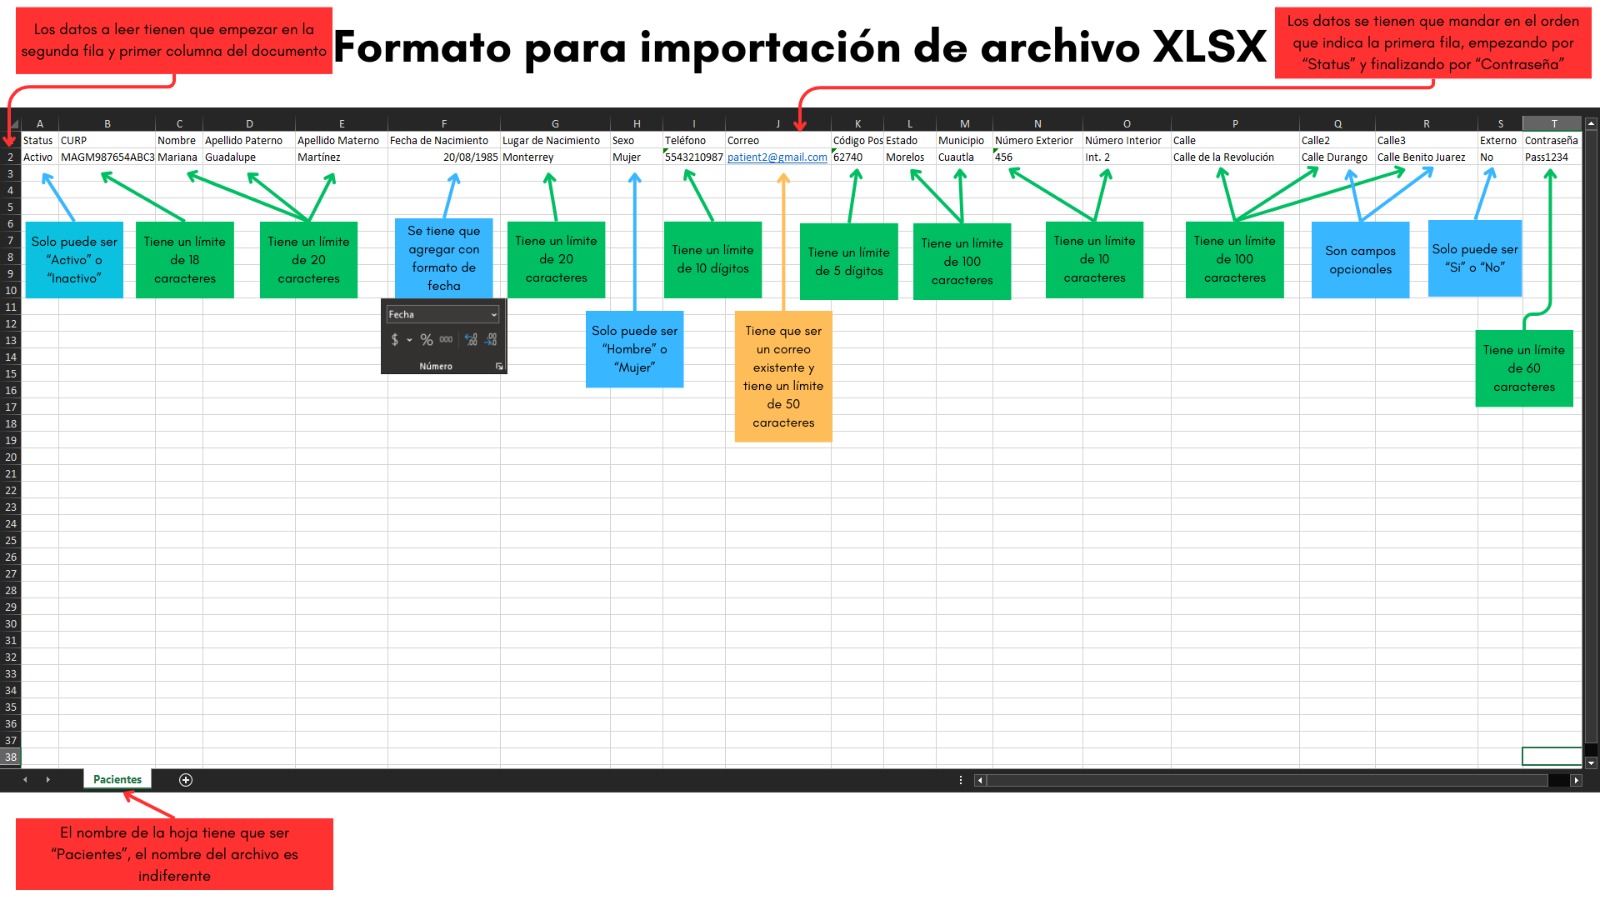 Los datos a leer tienen que empezar en la
segunda fila y primer columna del documento
Formato para importación de archivo XLSX
Los datos se tienen que mandar en el orden
que indica la primera fila, empezando por
“Status” y finalizando por “Contraseña”
A B C D E F G H I J K L M N O P Q R S T
Status CURP Nombre Apellido Paterno Apellido Materno Fecha de Nacimiento Lugar de Nacimiento Sexo Teléfono Correo Código Pos Estado Municipio Número Exterior Número Interior Calle Calle2 Calle3 Externo Contraseña
2 Activo MAGM987654ABC3 Mariana Guadalupe Martínez 20/08/1985 Monterrey Mujer 5543210987 patient2@gmail.com 62740 Morelos Cuautla 456 Int. 2 Calle de la Revolución Calle Durango Calle Benito Juarez No Pass1234
3
4
5
6
7
8
9
10
11
12
13
14
15
16
17
18
19
20
21
22
23
24
25
26
27
28
29
30
31
32
33
34
35
36
37
38
Solo puede ser
“Activo” o
“Inactivo”
Tiene un límite
de 18
caracteres
Tiene un límite
de 20
caracteres
Se tiene que
agregar con
formato de
fecha
Fecha
$ % 000 ,00 ,00
Número
Tiene un límite
de 20
caracteres
Solo puede ser
“Hombre” o
“Mujer”
Tiene un límite
de 10 dígitos
Tiene que ser
un correo
existente y
tiene un límite
de 50
caracteres
Tiene un límite
de 5 dígitos
Tiene un límite
de 100
caracteres
Tiene un límite
de 10
caracteres
Tiene un límite
de 100
caracteres
Son campos
opcionales
Solo puede ser
“Si” o “No”
Tiene un límite
de 60
caracteres
Pacientes
El nombre de la hoja tiene que ser
“Pacientes”, el nombre del archivo es
indiferente